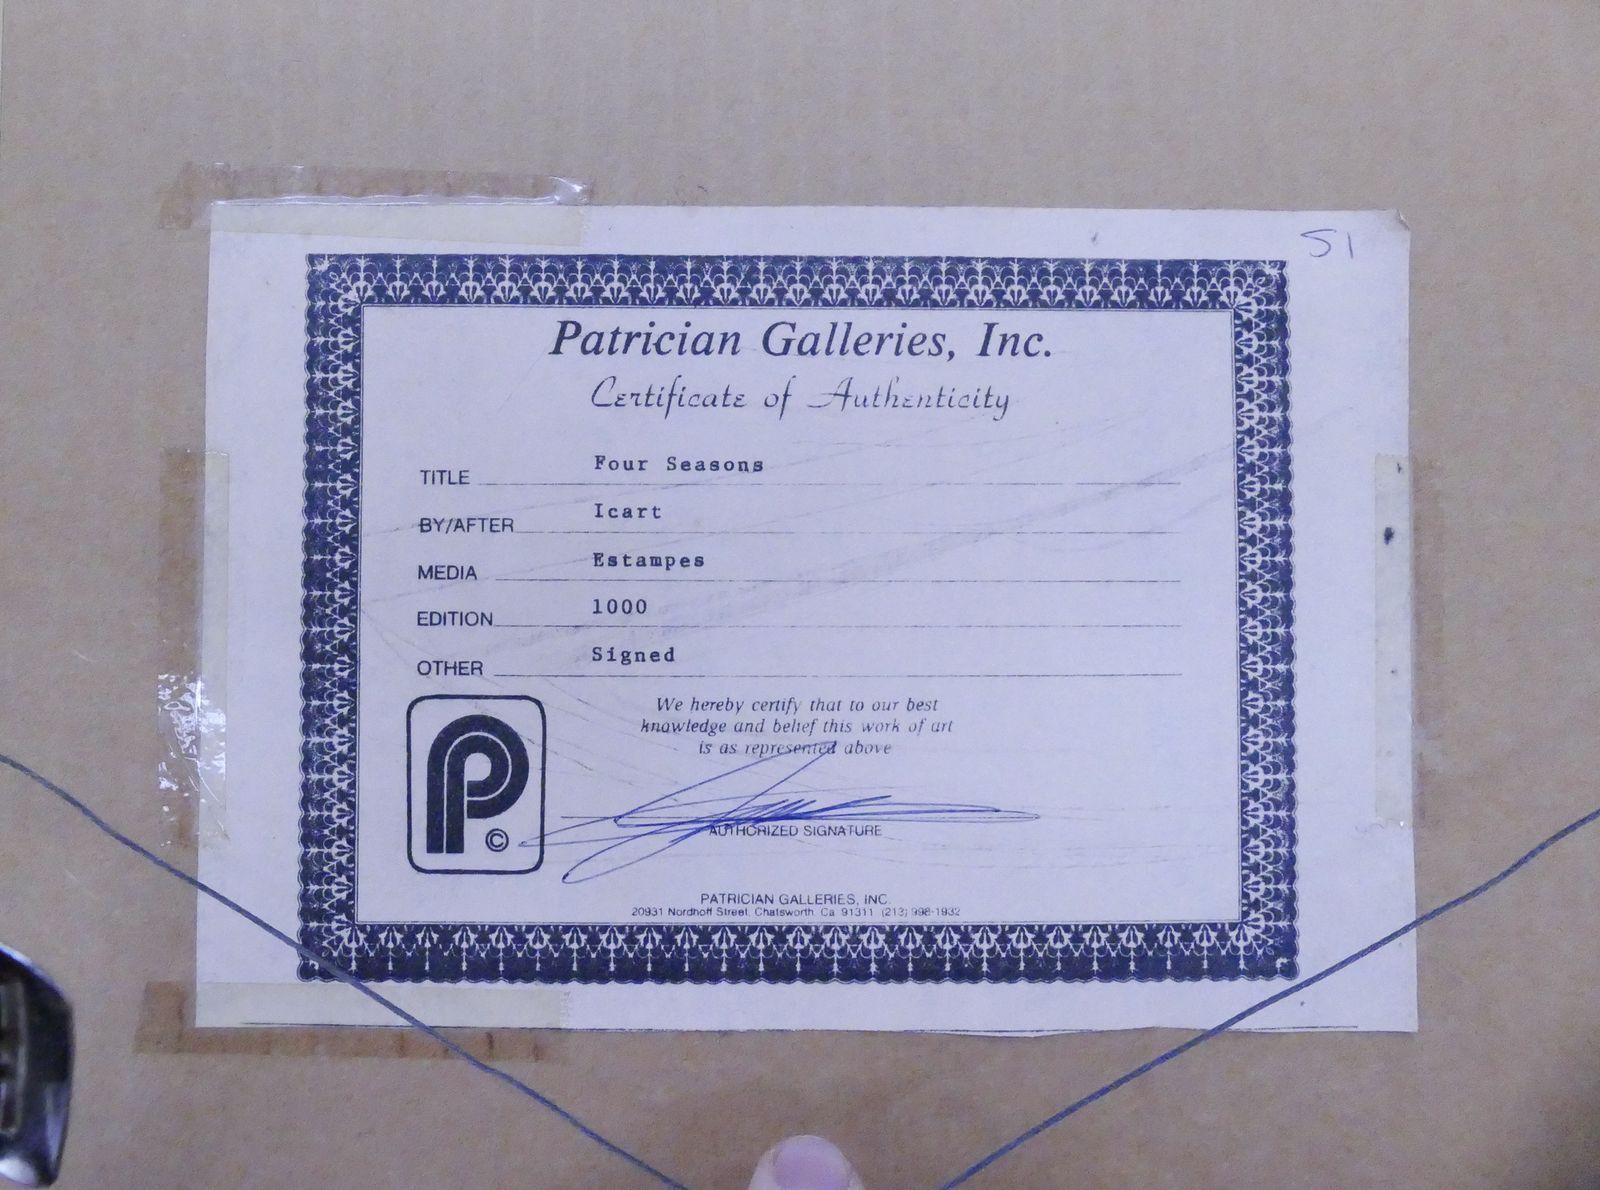 51
Patrician Galleries, Inc.
Certificate of Authenticity
TITLE Four Seasons
BY/AFTER Icart
MEDIA Estampes
EDITION 1000
OTHER Signed
We hereby certify that to our best
knowledge and belief this work of art
is as represented above
P ©
AUTHORIZED SIGNATURE
PATRICIAN GALLERIES, INC.
20931 Nordhoff Street, Chatsworth, Ca 91311 (213) 998-1932